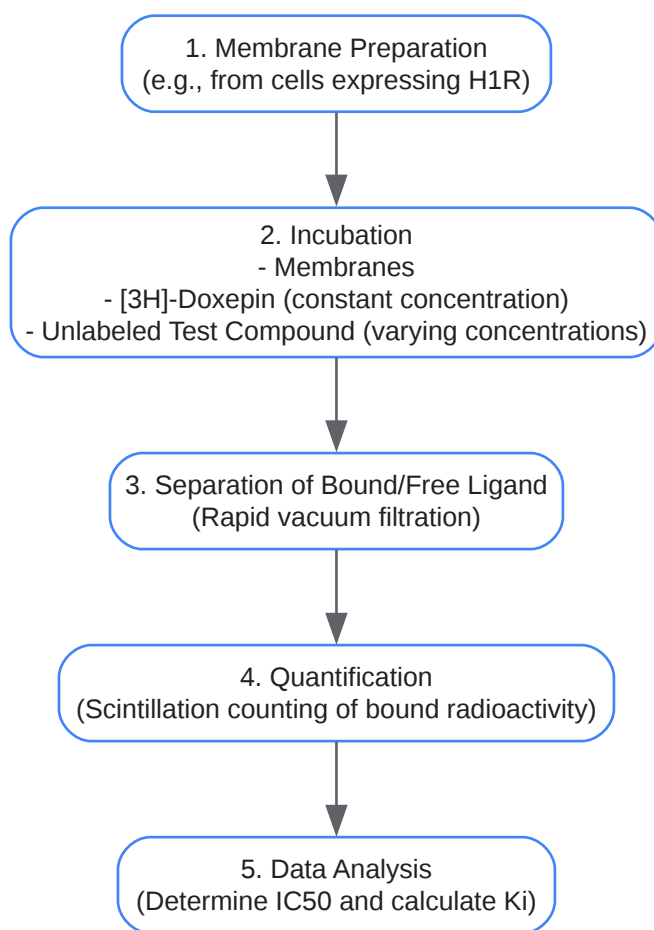 1. Membrane Preparation
(e.g., from cells expressing H1R)
2. Incubation
- Membranes
- [3H]-Doxepin (constant concentration)
- Unlabeled Test Compound (varying concentrations)
3. Separation of Bound/Free Ligand
(Rapid vacuum filtration)
4. Quantification
(Scintillation counting of bound radioactivity)
5. Data Analysis
(Determine IC50 and calculate Ki)